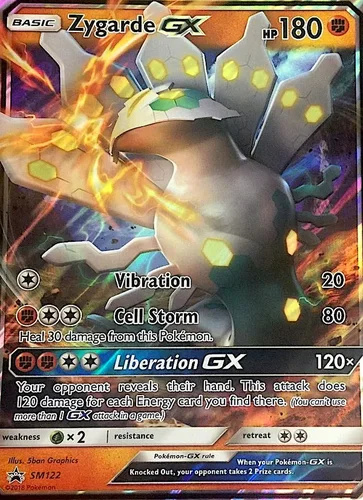 BASIC Zygarde GX HP 180
Vibration 20
Cell Storm 80
Heal 30 damage from this Pokémon.
Liberation GX 120×
Your opponent reveals their hand. This attack does
120 damage for each Energy card you find there. (You can't use
more than 1 GX attack in a game.)
weakness ×2 resistance retreat
Pokémon-GX rule
Illus. 5ban Graphics
When your Pokémon-GX is
Knocked Out, your opponent takes 2 Prize cards.
SM122
©2018 Pokémon